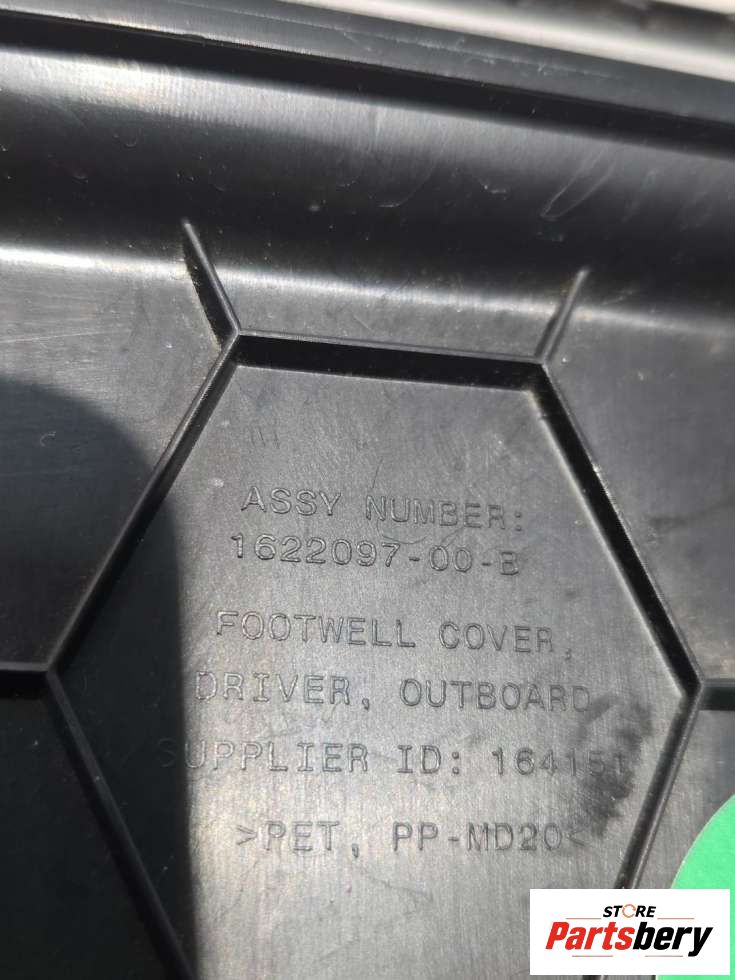 ASSY NUMBER:
1622097-00-B
FOOTWELL COVER,
DRIVER, OUTBOARD
SUPPLIER ID: 164151
>PET, PP-MD20<
STORE
Partsbery